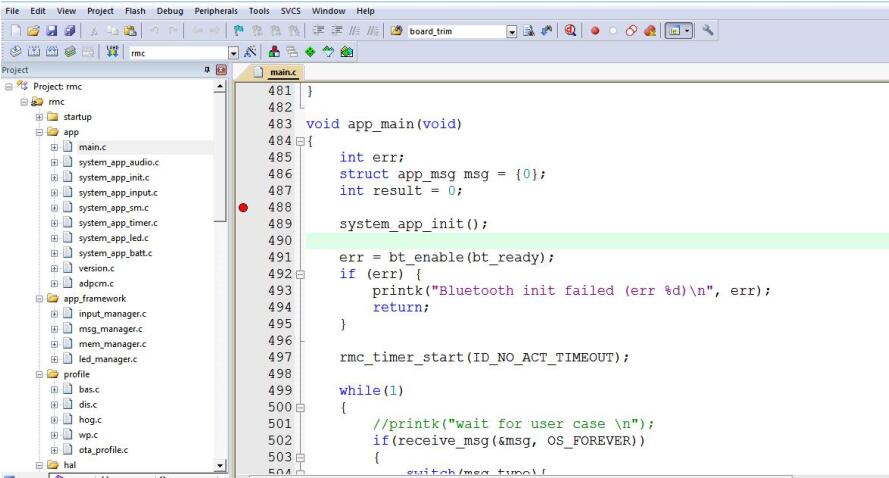 File Edit View Project Flash Debug Peripherals Tools SVCS Window Help
board_trim
rmc
Project
main.c
Project: rmc
rmc
startup
app
main.c
system_app_audio.c
system_app_init.c
system_app_input.c
system_app_sm.c
system_app_timer.c
system_app_led.c
system_app_batt.c
version.c
adpcm.c
app_framework
input_manager.c
msg_manager.c
mem_manager.c
led_manager.c
profile
bas.c
dis.c
hog.c
wp.c
ota_profile.c
hal
481 }
482
483 void app_main(void)
484 {
485 int err;
486 struct app_msg msg = {0};
487 int result = 0;
488
489 system_app_init();
490
491 err = bt_enable(bt_ready);
492 if (err) {
493 printk("Bluetooth init failed (err %d)\n", err);
494 return;
495 }
496
497 rmc_timer_start(ID_NO_ACT_TIMEOUT);
498
499 while(1)
500 {
501 //printk("wait for user case \n");
502 if(receive_msg(&msg, OS_FOREVER))
503 {
504 switch(msg.type){